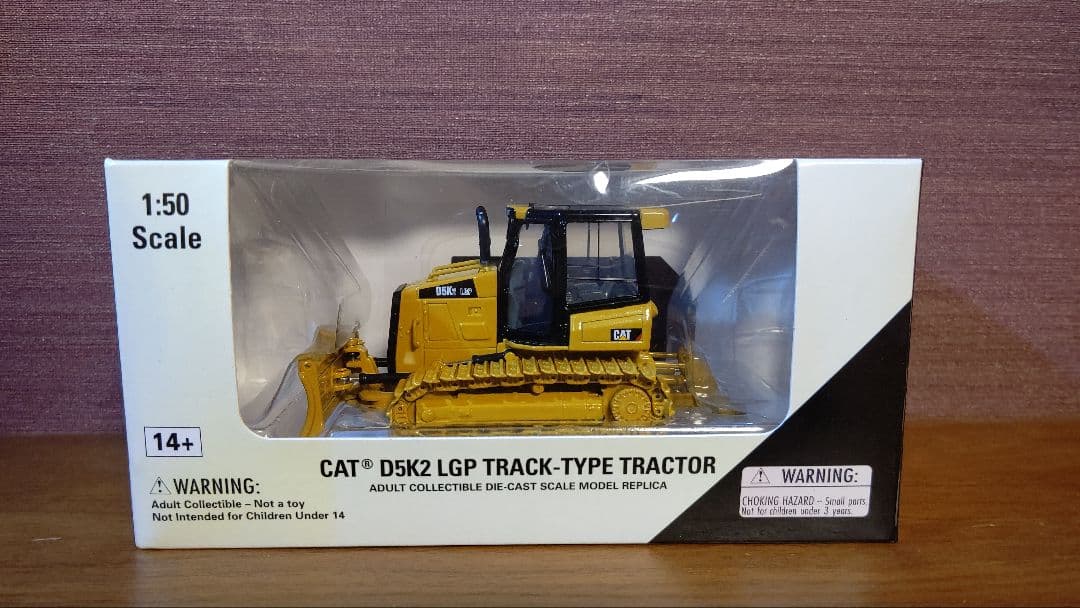 1:50
Scale
D5K2 LGP
CAT
14+
CAT® D5K2 LGP TRACK-TYPE TRACTOR
ADULT COLLECTIBLE DIE-CAST SCALE MODEL REPLICA
WARNING:
Adult Collectible – Not a toy
Not Intended for Children Under 14
WARNING:
CHOKING HAZARD – Small parts.
Not for children under 3 years.